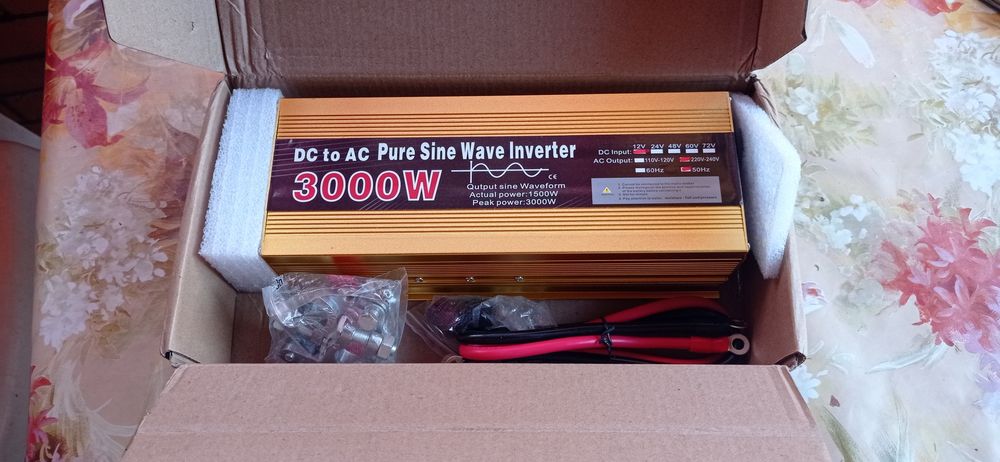 DC to AC Pure Sine Wave Inverter
3000W
CE
Qutput sine Waveform
Actual power:1500W
Peak power:3000W
12V 24V 48V 60V 72V
DC Input:
AC Output: 110V-120V 220V-240V
60Hz 50Hz